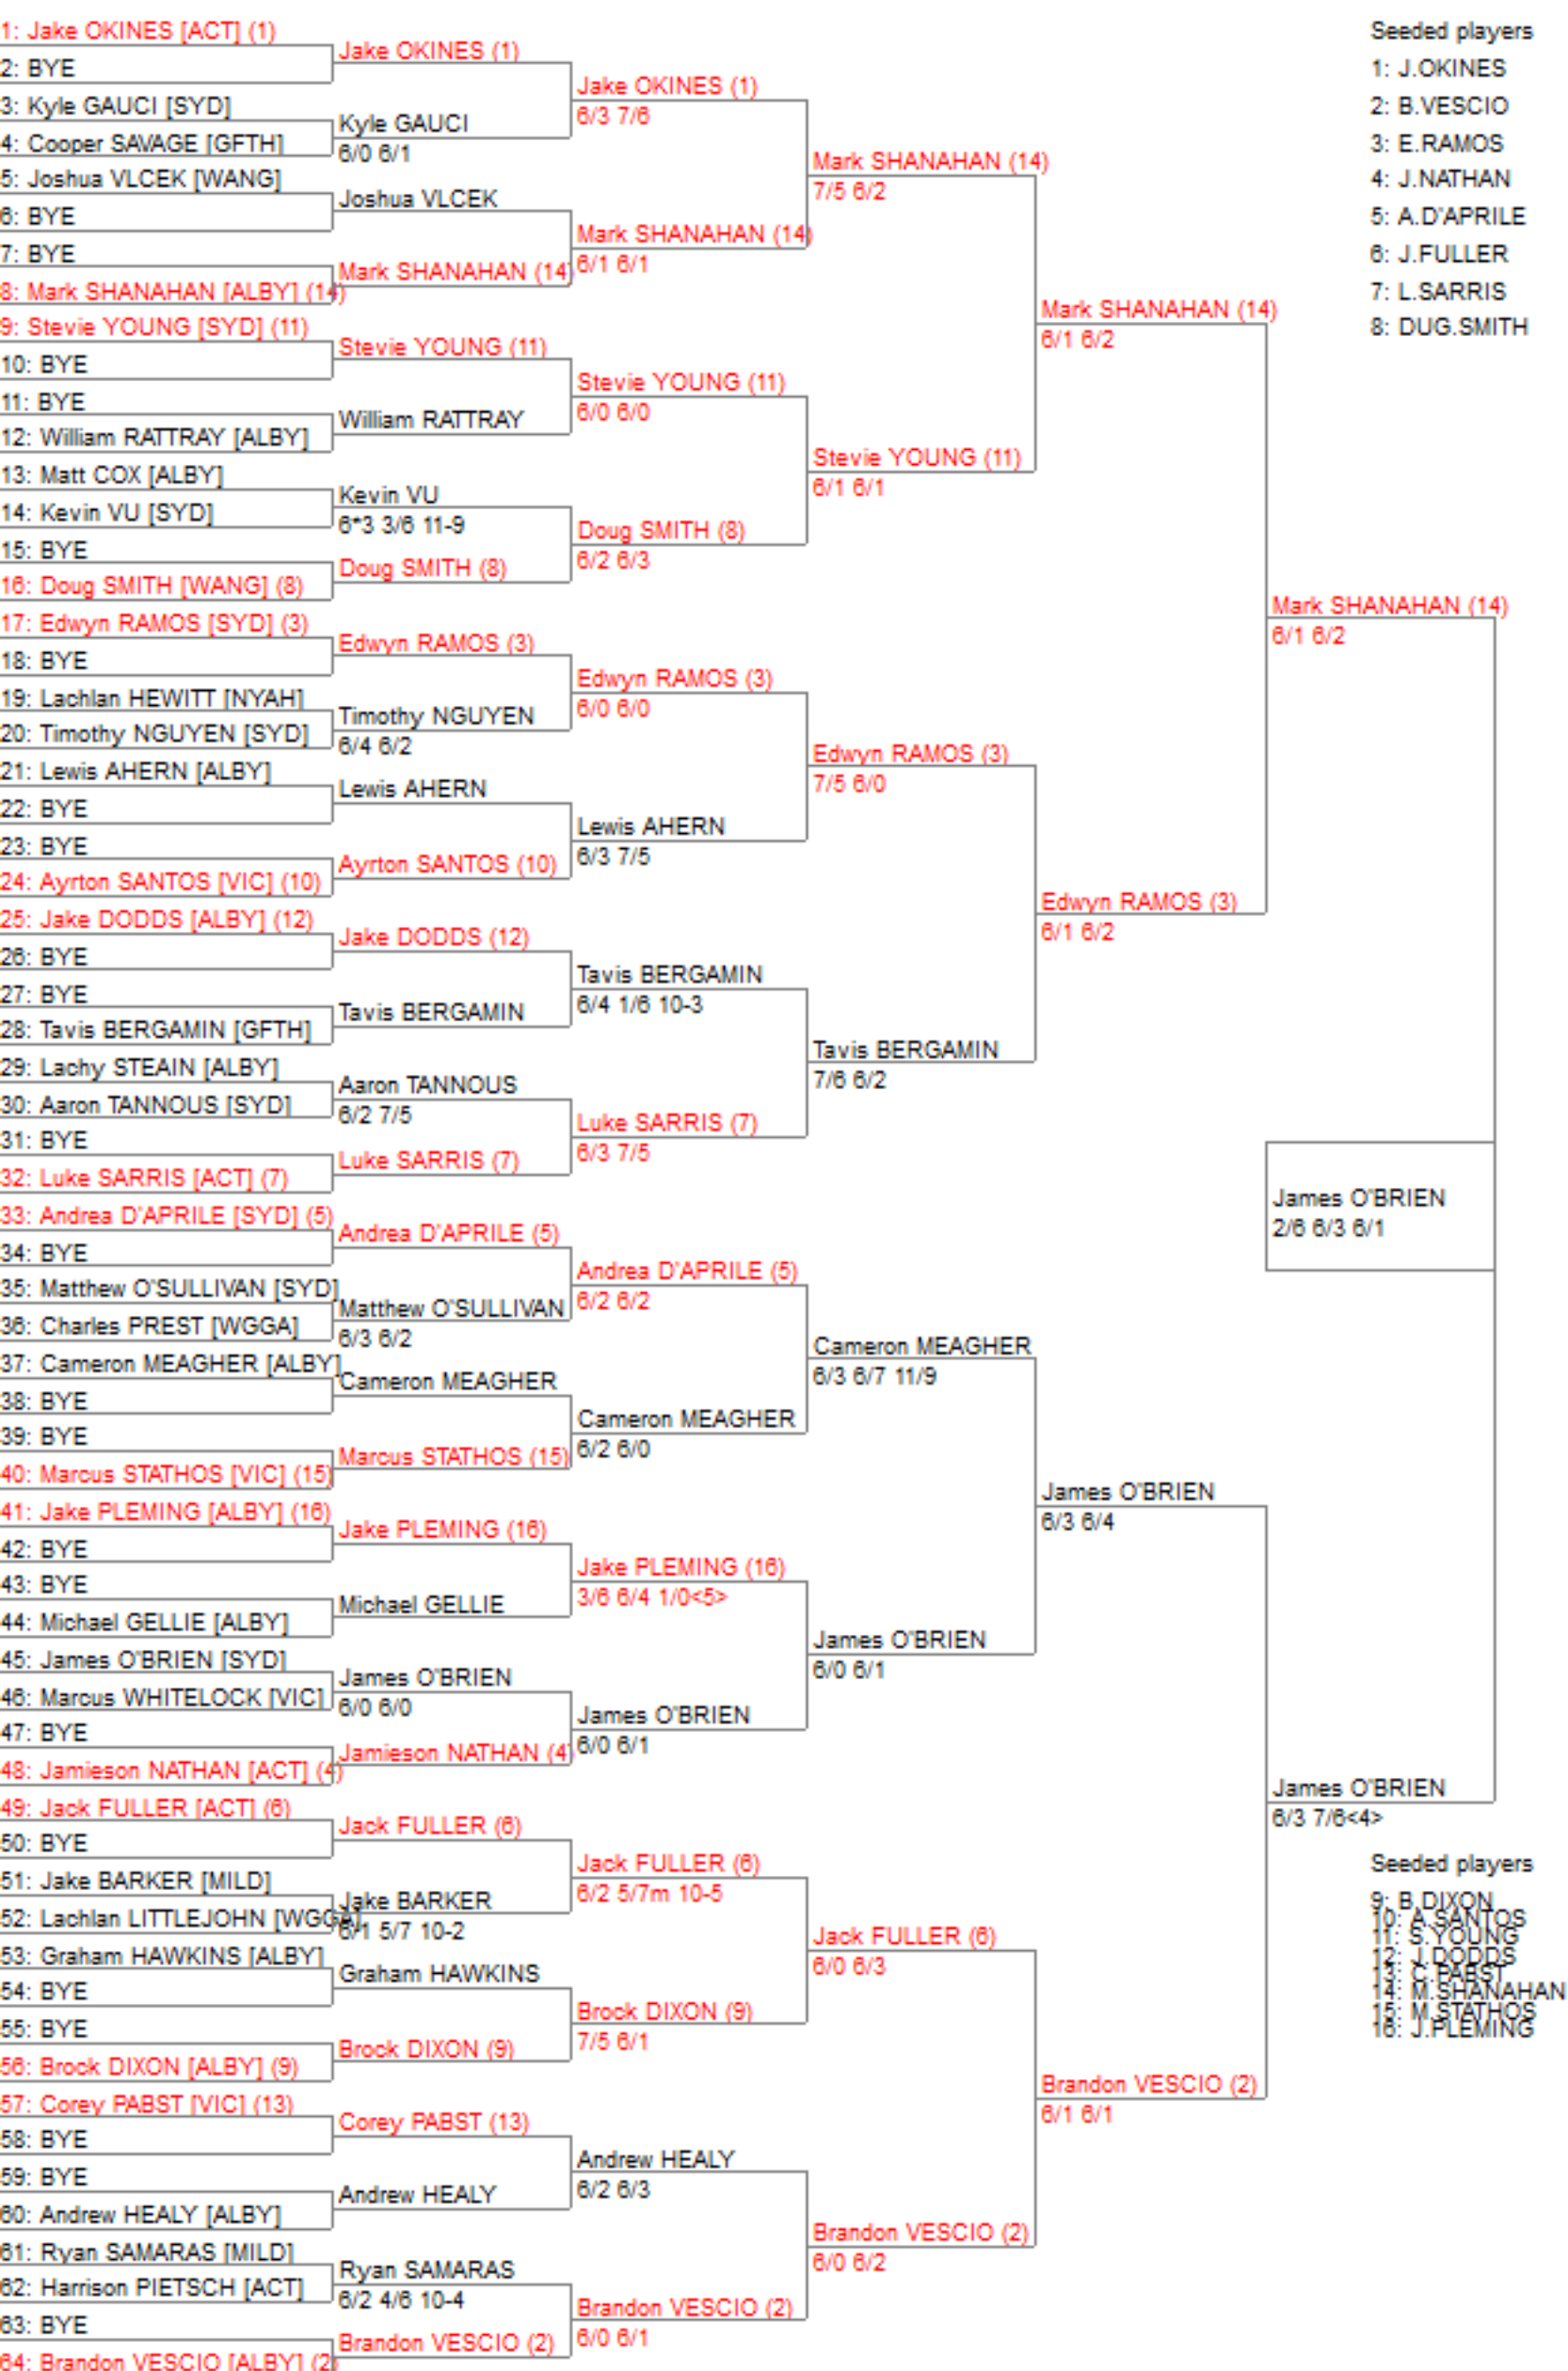 1: Jake OKINES [ACT] (1)
2: BYE
3: Kyle GAUCI [SYD]
4: Cooper SAVAGE [GFTH]
5: Joshua VLCEK [WANG]
6: BYE
7: BYE
8: Mark SHANAHAN [ALBY] (14)
9: Stevie YOUNG [SYD] (11)
10: BYE
11: BYE
12: William RATTRAY [ALBY]
13: Matt COX [ALBY]
14: Kevin VU [SYD]
15: BYE
16: Doug SMITH [WANG] (8)
17: Edwyn RAMOS [SYD] (3)
18: BYE
19: Lachlan HEWITT [NYAH]
20: Timothy NGUYEN [SYD]
21: Lewis AHERN [ALBY]
22: BYE
23: BYE
24: Ayrton SANTOS [VIC] (10)
25: Jake DODDS [ALBY] (12)
26: BYE
27: BYE
28: Tavis BERGAMIN [GFTH]
29: Lachy STEAIN [ALBY]
30: Aaron TANNOUS [SYD]
31: BYE
32: Luke SARRIS [ACT] (7)
33: Andrea D'APRILE [SYD] (5)
34: BYE
35: Matthew O'SULLIVAN [SYD]
36: Charles PREST [WGGA]
37: Cameron MEAGHER [ALBY]
38: BYE
39: BYE
40: Marcus STATHOS [VIC] (15)
41: Jake PLEMING [ALBY] (16)
42: BYE
43: BYE
44: Michael GELLIE [ALBY]
45: James O'BRIEN [SYD]
46: Marcus WHITELOCK [VIC]
47: BYE
48: Jamieson NATHAN [ACT] (4)
49: Jack FULLER [ACT] (6)
50: BYE
51: Jake BARKER [MILD]
52: Lachlan LITTLEJOHN [WGGA]
53: Graham HAWKINS [ALBY]
54: BYE
55: BYE
56: Brock DIXON [ALBY] (9)
57: Corey PABST [VIC] (13)
58: BYE
59: BYE
60: Andrew HEALY [ALBY]
61: Ryan SAMARAS [MILD]
62: Harrison PIETSCH [ACT]
63: BYE
64: Brandon VESCIO [ALBY] (2)
Jake OKINES (1)
Kyle GAUCI
6/0 6/1
Joshua VLCEK
Mark SHANAHAN (14)
Stevie YOUNG (11)
William RATTRAY
Kevin VU
6*3 3/6 11-9
Doug SMITH (8)
Edwyn RAMOS (3)
Timothy NGUYEN
6/4 6/2
Lewis AHERN
Ayrton SANTOS (10)
Jake DODDS (12)
Tavis BERGAMIN
Aaron TANNOUS
6/2 7/5
Luke SARRIS (7)
Andrea D'APRILE (5)
Matthew O'SULLIVAN
6/3 6/2
Cameron MEAGHER
Marcus STATHOS (15)
Jake PLEMING (16)
Michael GELLIE
James O'BRIEN
6/0 6/0
Jamieson NATHAN (4)
Jack FULLER (6)
Jake BARKER
6/1 5/7 10-2
Graham HAWKINS
Brock DIXON (9)
Corey PABST (13)
Andrew HEALY
Ryan SAMARAS
6/2 4/6 10-4
Brandon VESCIO (2)
Jake OKINES (1)
6/3 7/6
Mark SHANAHAN (14)
6/1 6/1
Stevie YOUNG (11)
6/0 6/0
Doug SMITH (8)
6/2 6/3
Edwyn RAMOS (3)
6/0 6/0
Lewis AHERN
6/3 7/5
Tavis BERGAMIN
6/4 1/6 10-3
Luke SARRIS (7)
6/3 7/5
Andrea D'APRILE (5)
6/2 6/2
Cameron MEAGHER
6/2 6/0
Jake PLEMING (16)
3/6 6/4 1/0<5>
James O'BRIEN
6/0 6/1
Jack FULLER (6)
6/2 5/7m 10-5
Brock DIXON (9)
7/5 6/1
Andrew HEALY
6/2 6/3
Brandon VESCIO (2)
6/0 6/1
Mark SHANAHAN (14)
7/5 6/2
Stevie YOUNG (11)
6/1 6/1
Edwyn RAMOS (3)
7/5 6/0
Tavis BERGAMIN
7/6 6/2
Cameron MEAGHER
6/3 6/7 11/9
James O'BRIEN
6/0 6/1
Jack FULLER (6)
6/0 6/3
Brandon VESCIO (2)
6/0 6/2
Mark SHANAHAN (14)
6/1 6/2
Edwyn RAMOS (3)
6/1 6/2
James O'BRIEN
6/3 6/4
Brandon VESCIO (2)
6/1 6/1
Mark SHANAHAN (14)
6/1 6/2
James O'BRIEN
2/6 6/3 6/1
James O'BRIEN
6/3 7/6<4>
Seeded players
1: J.OKINES
2: B.VESCIO
3: E.RAMOS
4: J.NATHAN
5: A.D'APRILE
6: J.FULLER
7: L.SARRIS
8: DUG.SMITH
Seeded players
9: B.DIXON
10: A.SANTOS
11: S.YOUNG
12: J.DODDS
13: C.PABST
14: M.SHANAHAN
15: M.STATHOS
16: J.PLEMING